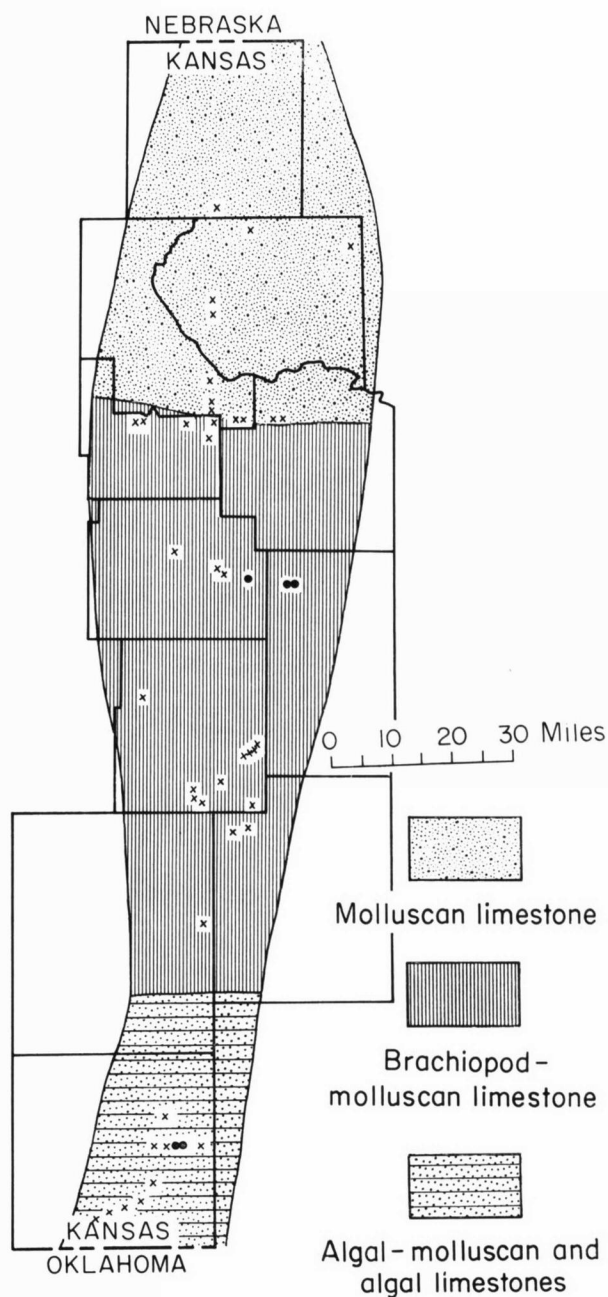 NEBRASKA
KANSAS
0 10 20 30 Miles
Molluscan limestone
Brachiopod-
molluscan limestone
KANSAS
OKLAHOMA
Algal-molluscan and
algal limestones